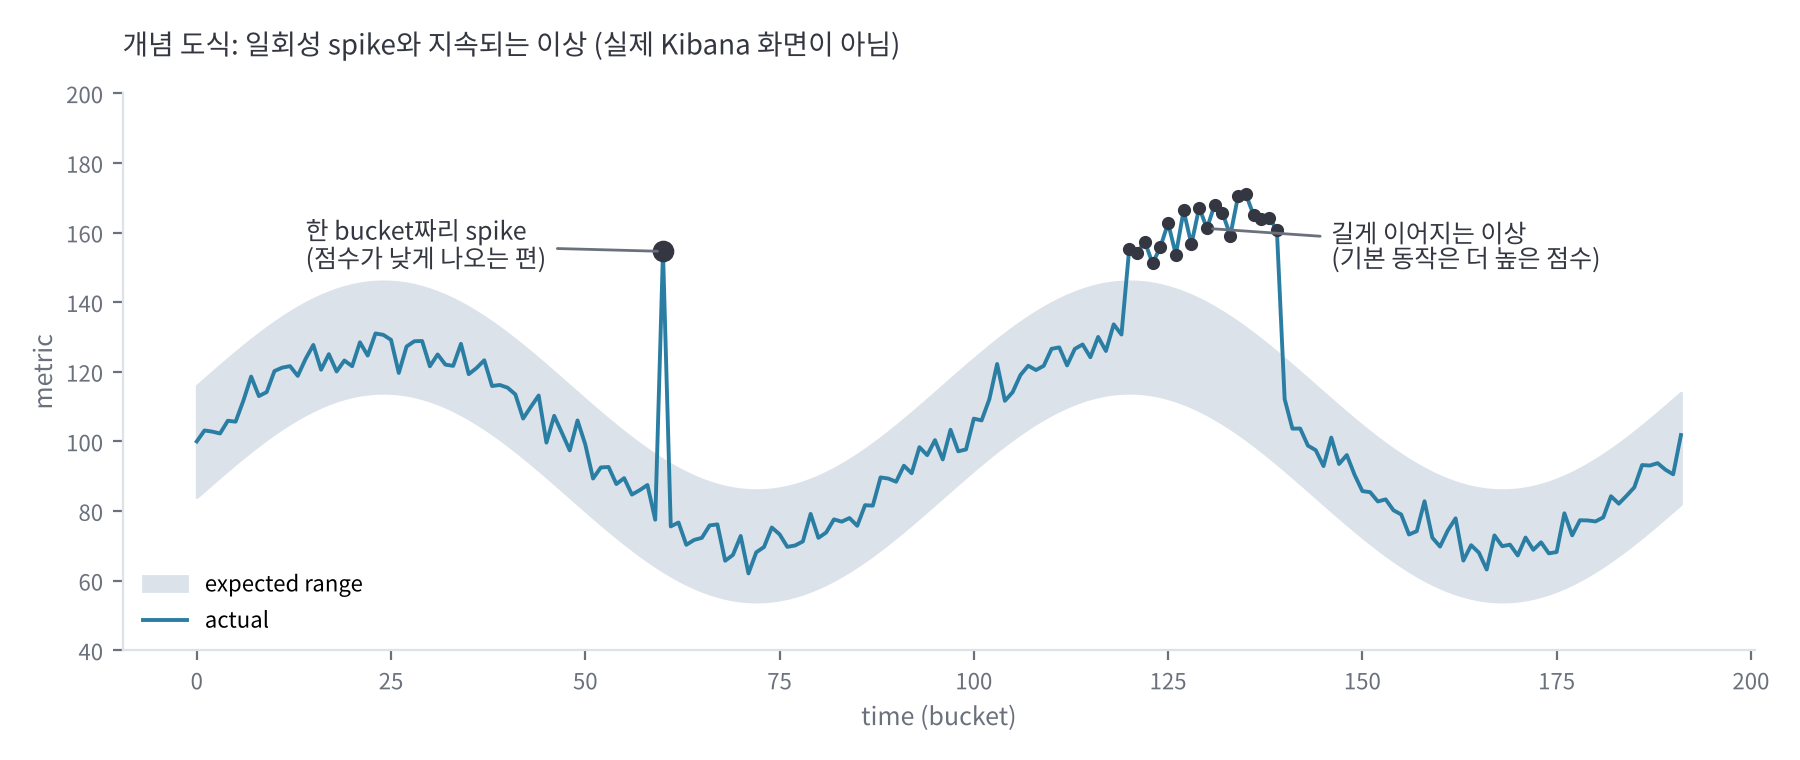 개념 도식: 일회성 spike와 지속되는 이상 (실제 Kibana 화면이 아님)
200
180
160
140
120
100
80
60
40
metric
한 bucket짜리 spike
(점수가 낮게 나오는 편)
길게 이어지는 이상
(기본 동작은 더 높은 점수)
expected range
actual
0
25
50
75
100
125
150
175
200
time (bucket)